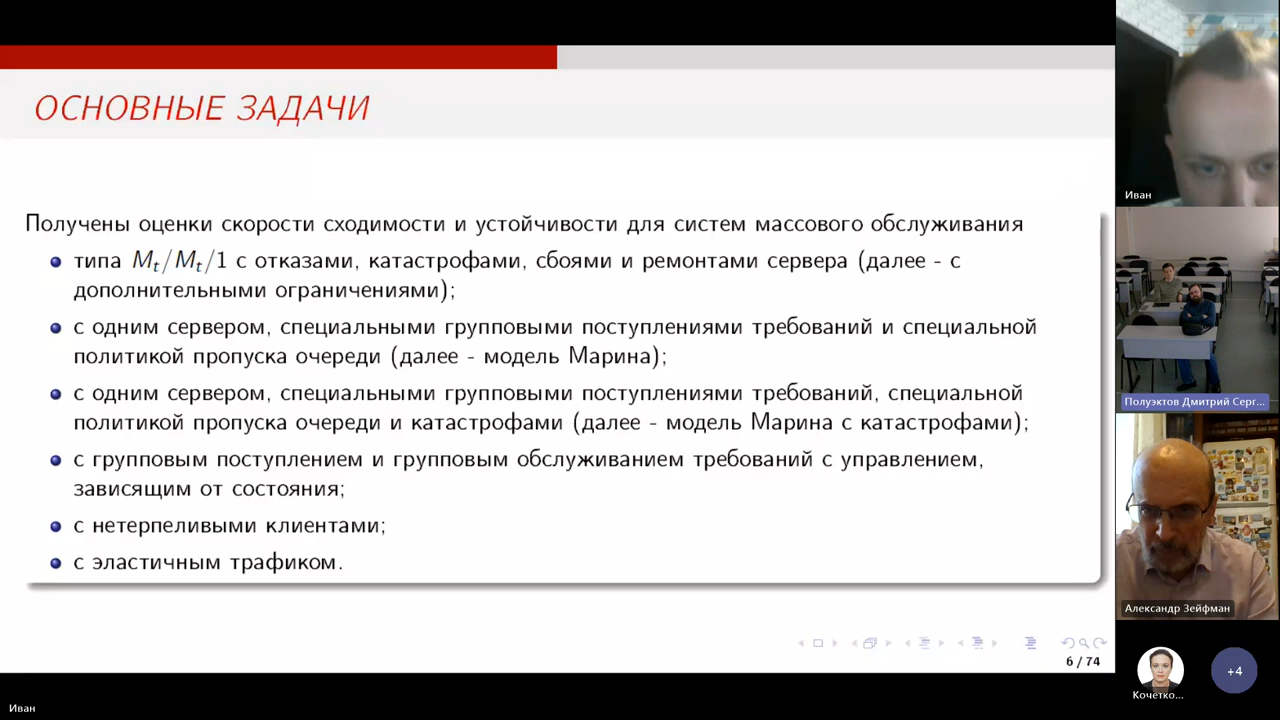 ОСНОВНЫЕ ЗАДАЧИ
Получены оценки скорости сходимости и устойчивости для систем массового обслуживания
типа Mt/Mt/1 с отказами, катастрофами, сбоями и ремонтами сервера (далее - с
дополнительными ограничениями);
с одним сервером, специальными групповыми поступлениями требований и специальной
политикой пропуска очереди (далее - модель Марина);
с одним сервером, специальными групповыми поступлениями требований, специальной
политикой пропуска очереди и катастрофами (далее - модель Марина с катастрофами);
с групповым поступлением и групповым обслуживанием требований с управлением,
зависящим от состояния;
с нетерпеливыми клиентами;
с эластичным трафиком.
6 / 74
Иван
Иван
Полуэктов Дмитрий Серг...
Александр Зейфман
Кочетко...
+4